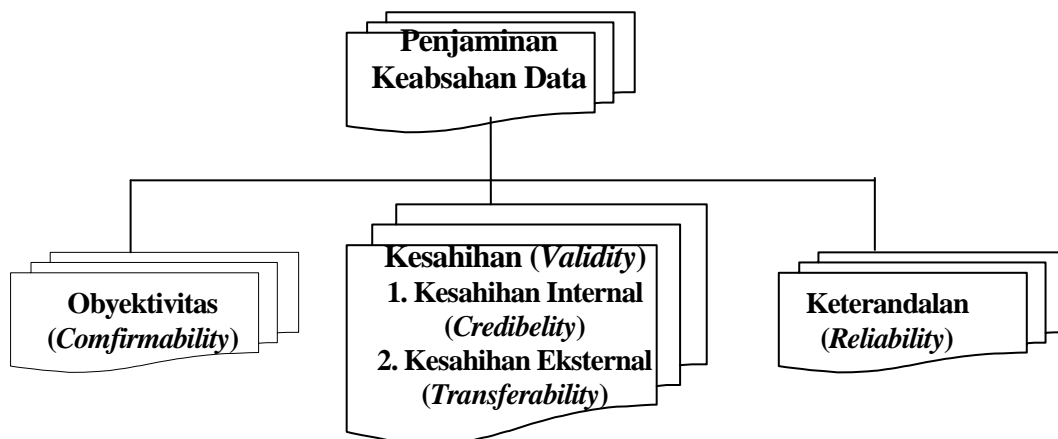 Penjaminan
Keabsahan Data
Obyektivitas
(Comfirmability)
Kesahihan (Validity)
1. Kesahihan Internal
(Credibelity)
2. Kesahihan Eksternal
(Transferability)
Keterandalan
(Reliability)